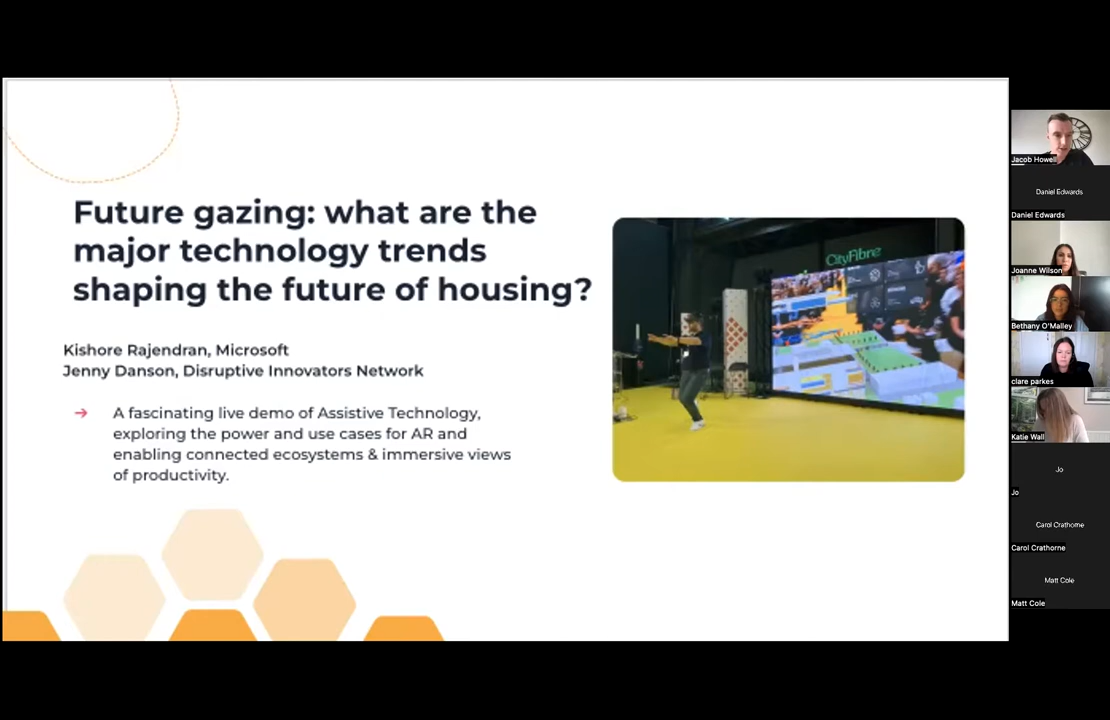 Future gazing: what are the
major technology trends
shaping the future of housing?
Kishore Rajendran, Microsoft
Jenny Danson, Disruptive Innovators Network
→ A fascinating live demo of Assistive Technology,
exploring the power and use cases for AR and
enabling connected ecosystems & immersive views
of productivity.
CityFibre
Jacob Howell
Daniel Edwards
Daniel Edwards
Joanne Wilson
Bethany O'Malley
clare parkes
Katie Wall
Jo
Jo
Carol Crathorne
Carol Crathorne
Matt Cole
Matt Cole